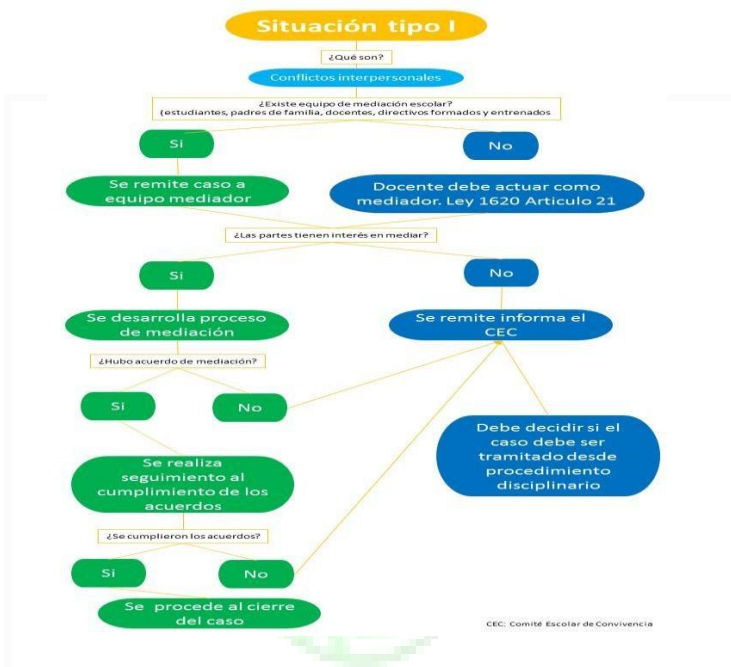 Situación tipo I
¿Qué son?
Conflictos interpersonales
¿Existe equipo de mediación escolar?
(estudiantes, padres de familia, docentes, directivos formados y entrenados
Si
No
Se remite caso a
equipo mediador
Docente debe actuar como
mediador. Ley 1620 Articulo 21
¿Las partes tienen interés en mediar?
Si
No
Se desarrolla proceso
de mediación
Se remite informa el
CEC
¿Hubo acuerdo de mediación?
Si
No
Debe decidir si el
caso debe ser
tramitado desde
procedimiento
disciplinario
Se realiza
seguimiento al
cumplimiento de los
acuerdos
¿Se cumplieron los acuerdos?
Si
No
Se procede al cierre
del caso
CEC: Comité Escolar de Convivencia